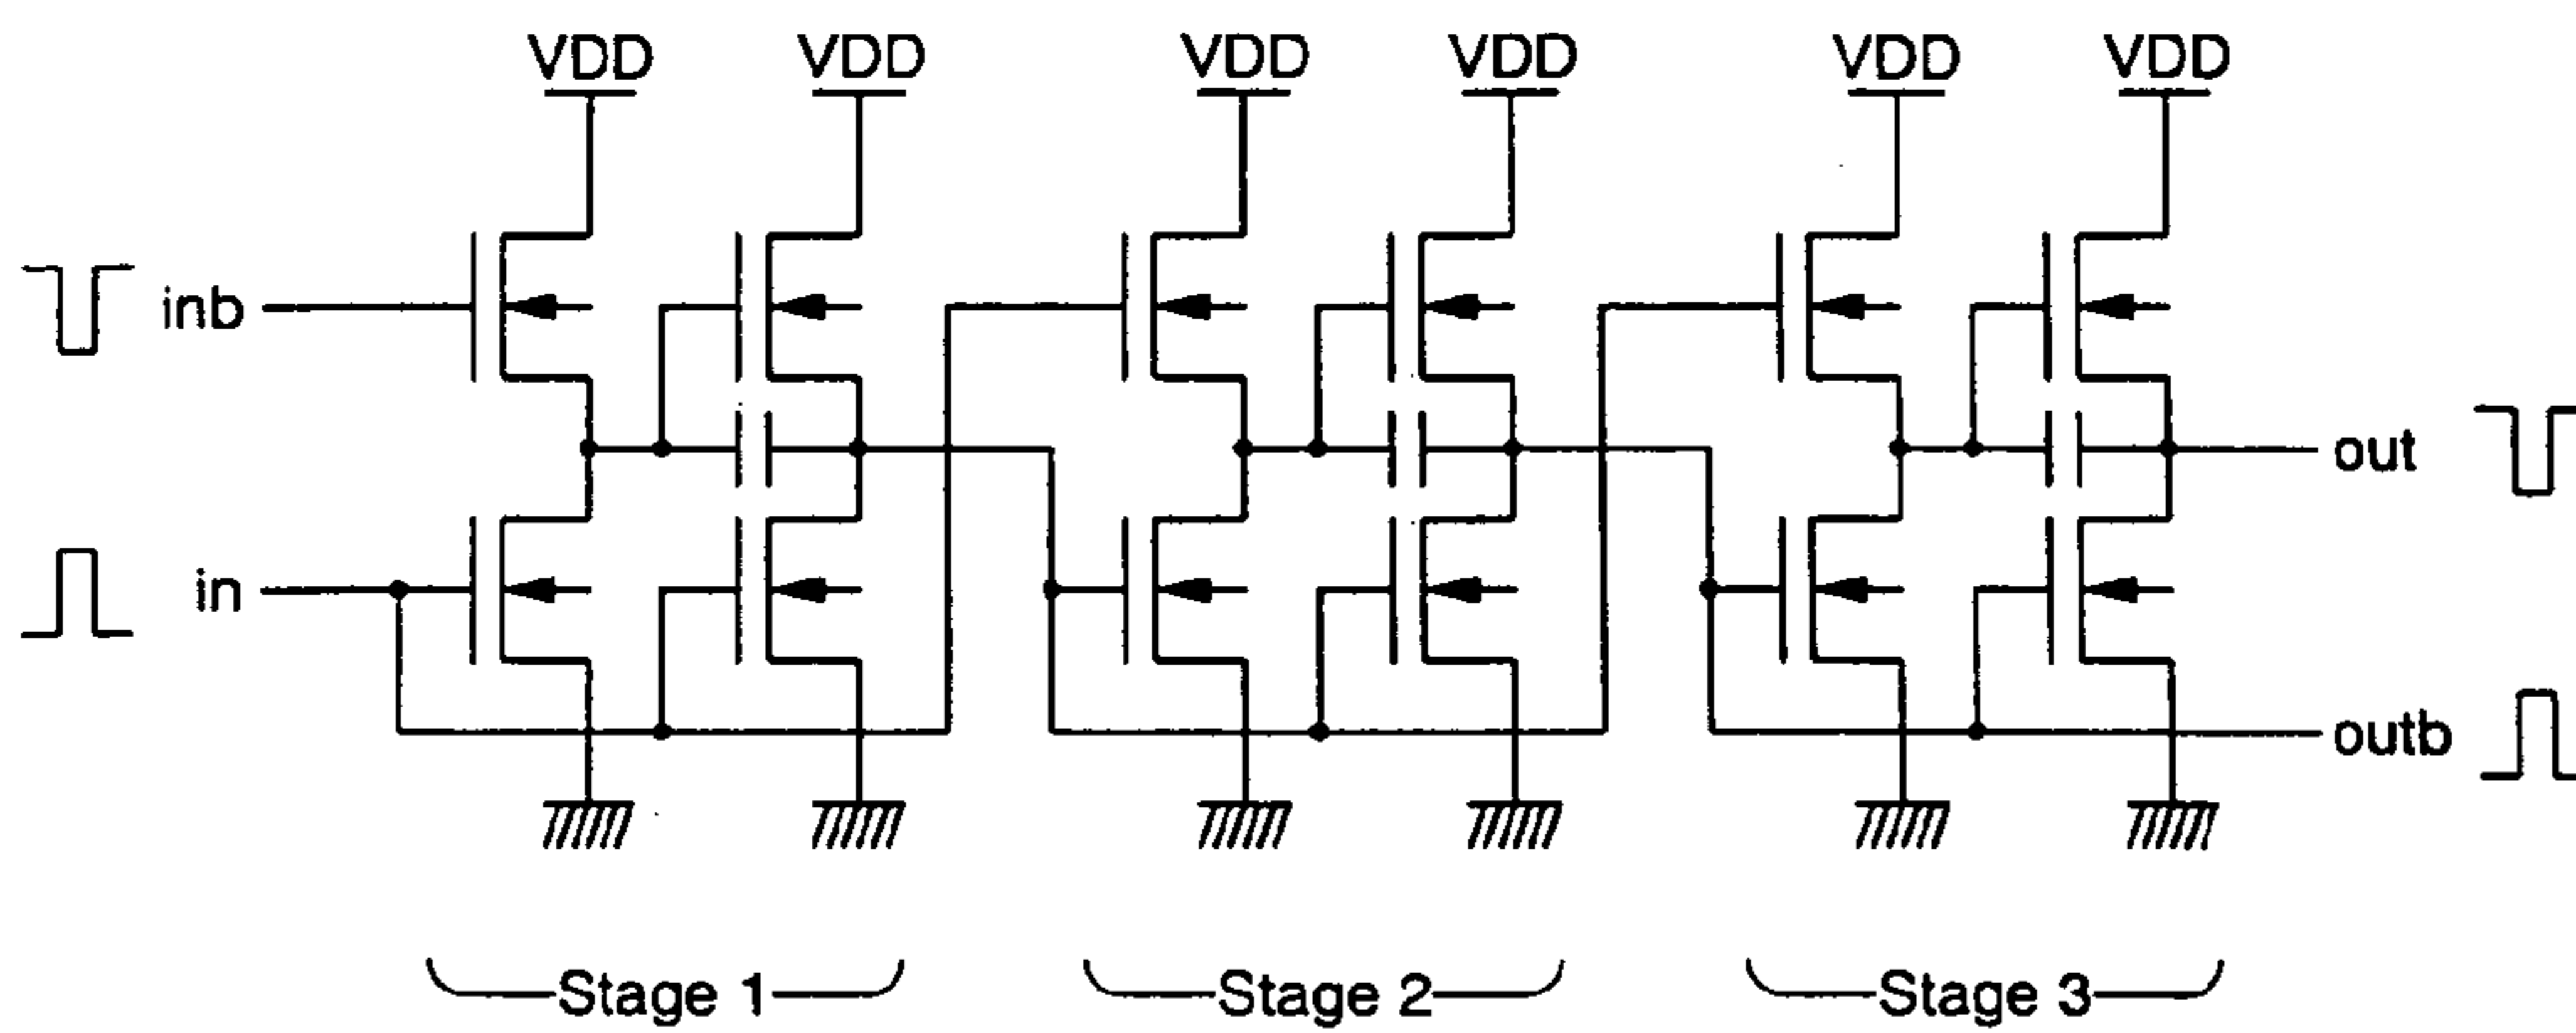 VDD VDD VDD VDD VDD VDD
inb
out
in
outb
Stage 1 Stage 2 Stage 3